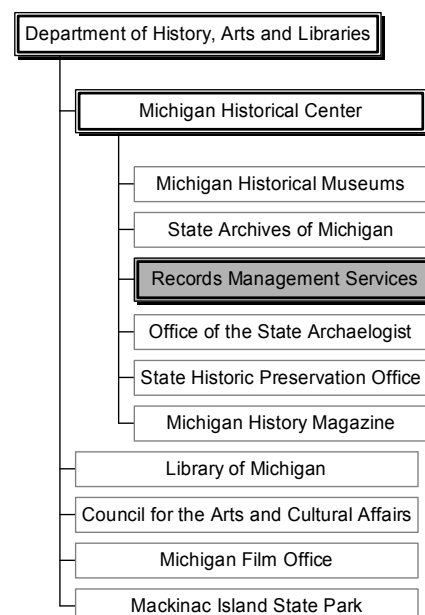 Department of History, Arts and Libraries
Michigan Historical Center
Michigan Historical Museums
State Archives of Michigan
Records Management Services
Office of the State Archaelogist
State Historic Preservation Office
Michigan History Magazine
Library of Michigan
Council for the Arts and Cultural Affairs
Michigan Film Office
Mackinac Island State Park